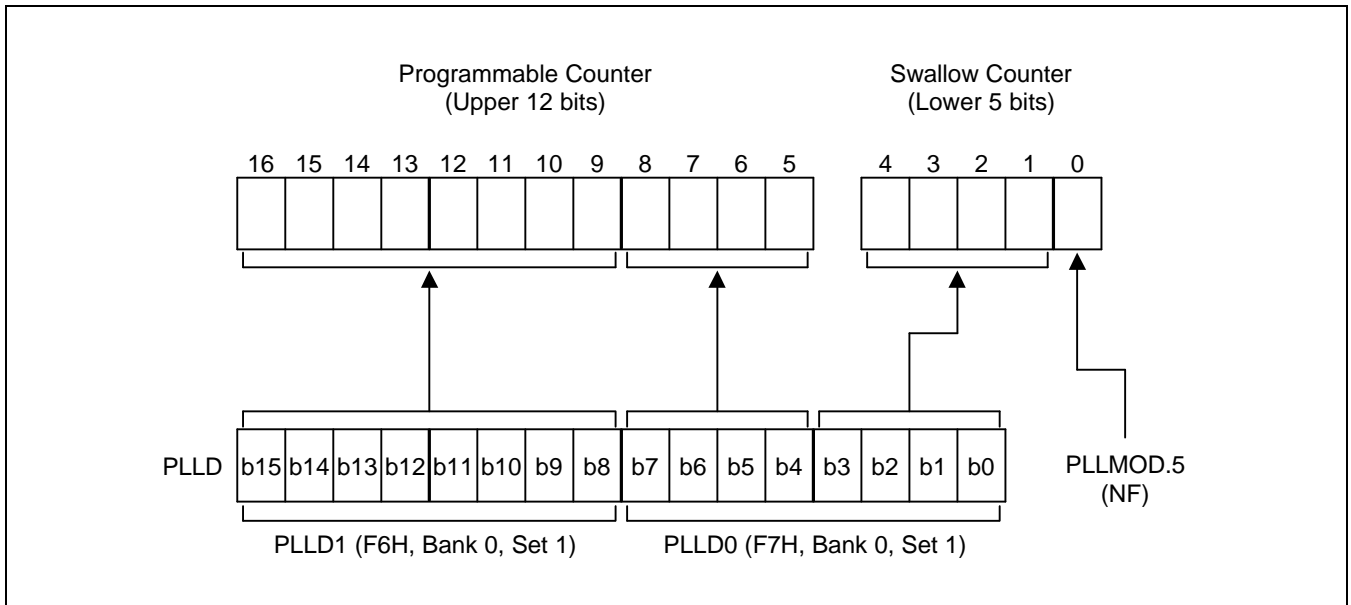 Programmable Counter
(Upper 12 bits)
Swallow Counter
(Lower 5 bits)
16 15 14 13 12 11 10 9 8 7 6 5
4 3 2 1 0
PLLD b15 b14 b13 b12 b11 b10 b9 b8 b7 b6 b5 b4 b3 b2 b1 b0
PLLMOD.5
(NF)
PLLD1 (F6H, Bank 0, Set 1)
PLLD0 (F7H, Bank 0, Set 1)